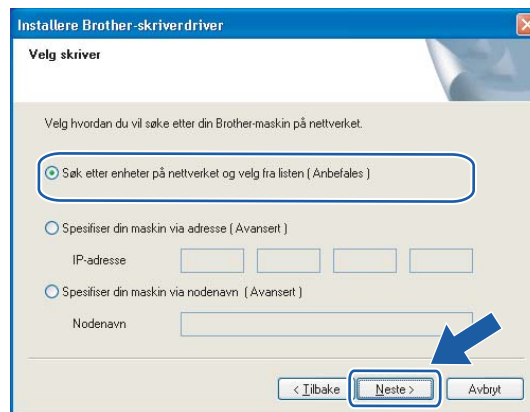 Installere Brother-skriverdriver
Velg skriver
Velg hvordan du vil søke etter din Brother-maskin på nettverket.
Søk etter enheter på nettverket og velg fra listen ( Anbefales )
Spesifiser din maskin via adresse ( Avansert )
IP-adresse
Spesifiser din maskin via nodenavn ( Avansert )
Nodenavn
< Tilbake Neste > Avbryt